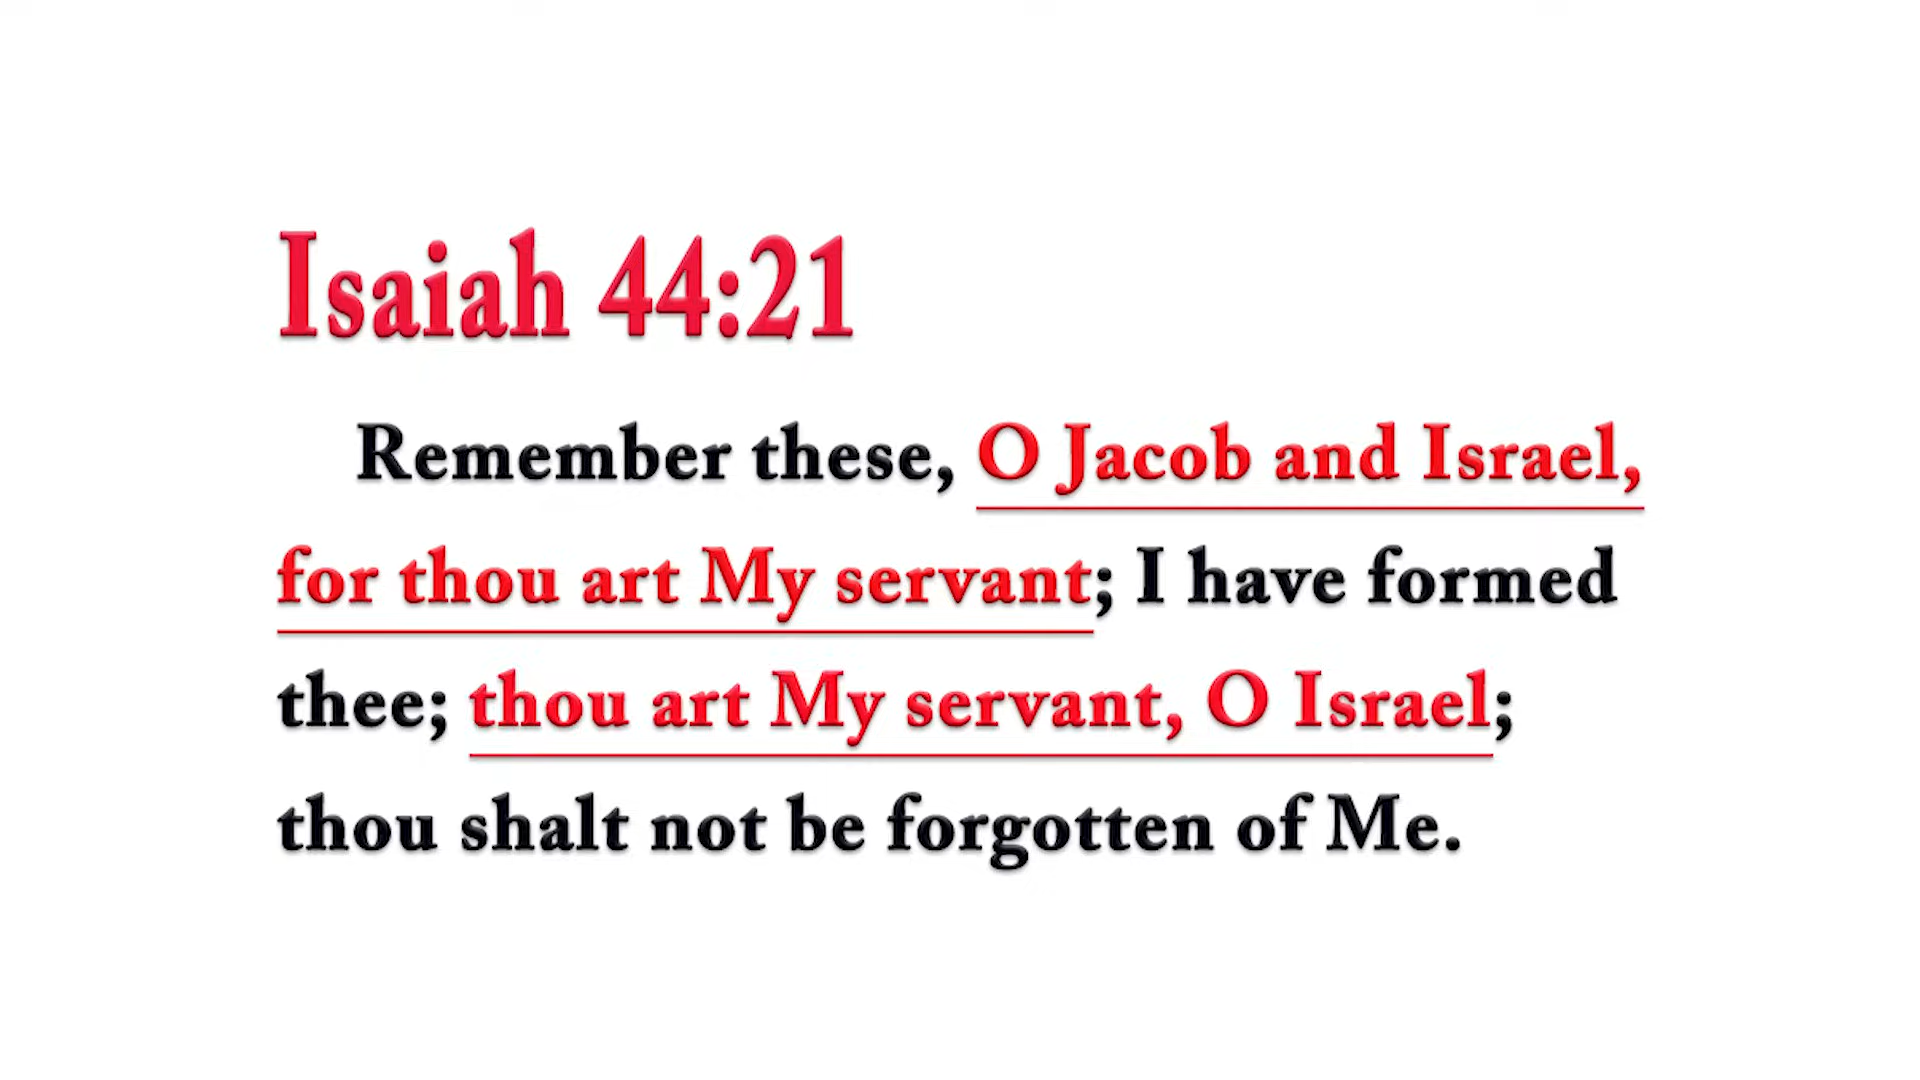 Isaiah 44:21
Remember these, O Jacob and Israel,
for thou art My servant; I have formed
thee; thou art My servant, O Israel;
thou shalt not be forgotten of Me.